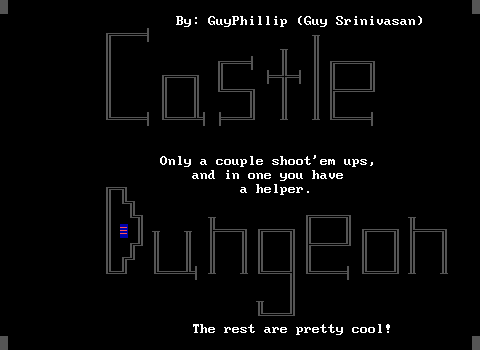 By: GuyPhillip (Guy Srinivasan)
Castle
Only a couple shoot'em ups,
and in one you have
a helper.
Dungeon
The rest are pretty cool!